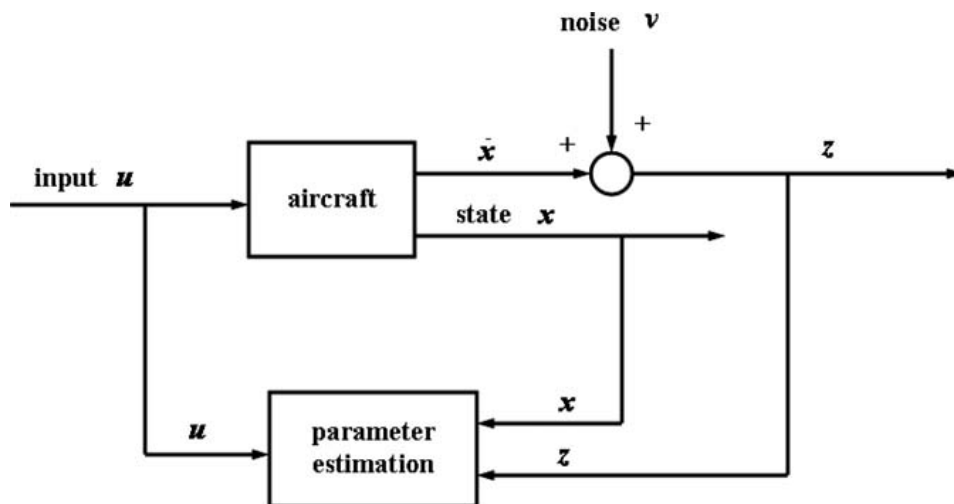 noise v
+
ẋ
+
z
input u
aircraft
state x
x
u
parameter
estimation
z